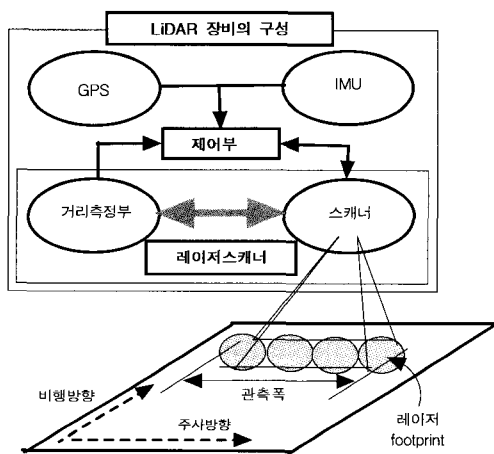 LiDAR 장비의 구성
GPS
IMU
제어부
거리측정부
스캐너
레이저스캐너
비행방향
관측폭
주사방향
레이저
footprint